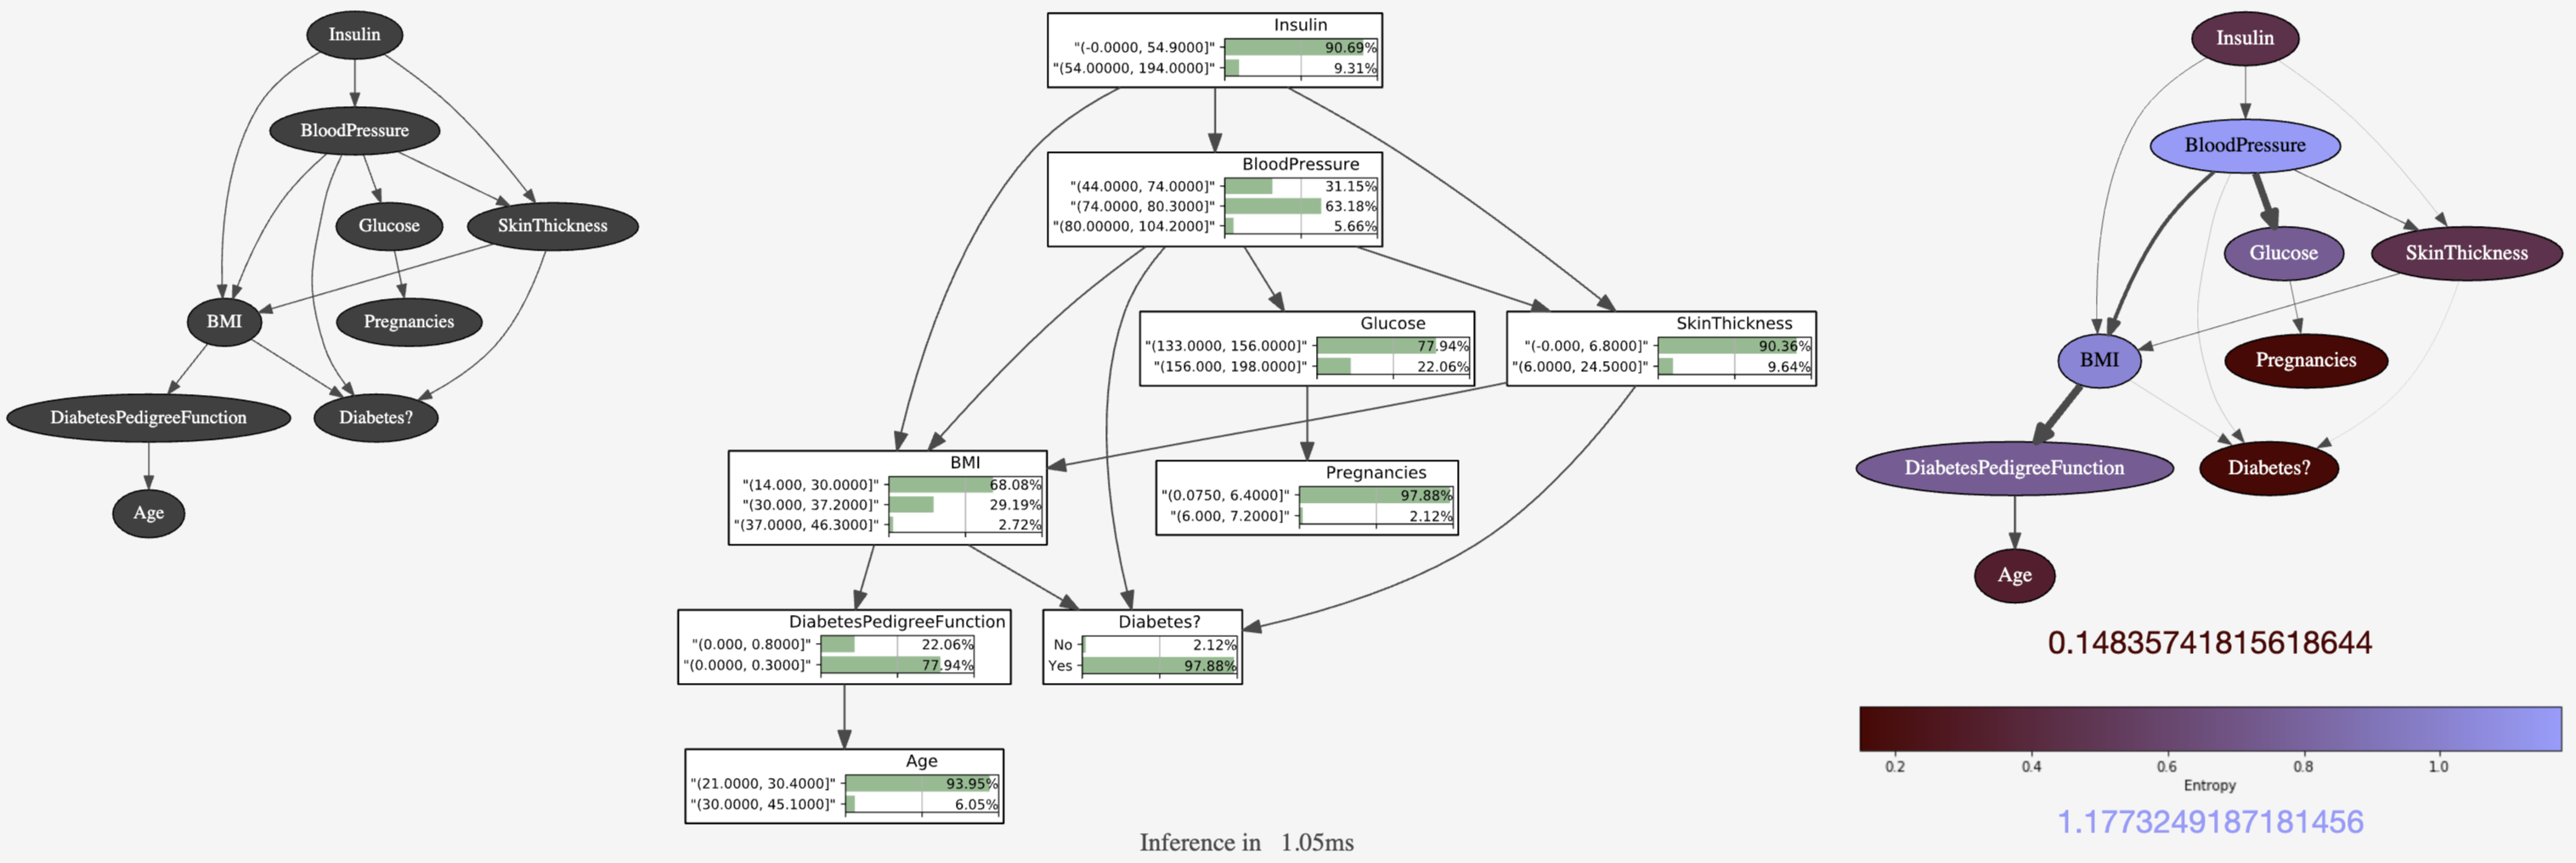 Insulin
BloodPressure
Glucose
SkinThickness
BMI
Pregnancies
DiabetesPedigreeFunction
Diabetes?
Age
Insulin
"(-0.0000, 54.9000]" 90.69%
"(54.00000, 194.0000]" 9.31%
BloodPressure
"(44.0000, 74.0000]" 31.15%
"(74.0000, 80.3000]" 63.18%
"(80.00000, 104.2000]" 5.66%
Glucose
"(133.0000, 156.0000]" 77.94%
"(156.000, 198.0000]" 22.06%
SkinThickness
"(-0.000, 6.8000]" 90.36%
"(6.0000, 24.5000]" 9.64%
BMI
"(14.000, 30.0000]" 68.08%
"(30.000, 37.2000]" 29.19%
"(37.0000, 46.3000]" 2.72%
Pregnancies
"(0.0750, 6.4000]" 97.88%
"(6.000, 7.2000]" 2.12%
DiabetesPedigreeFunction
"(0.000, 0.8000]" 22.06%
"(0.0000, 0.3000]" 77.94%
Diabetes?
No 2.12%
Yes 97.88%
Age
"(21.0000, 30.4000]" 93.95%
"(30.0000, 45.1000]" 6.05%
Inference in 1.05ms
Insulin
BloodPressure
Glucose
SkinThickness
BMI
Pregnancies
DiabetesPedigreeFunction
Diabetes?
Age
0.14835741815618644
0.2 0.4 0.6 0.8 1.0
Entropy
1.1773249187181456